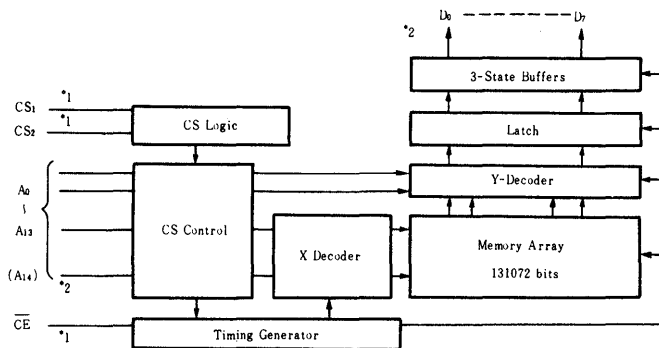 D₀ D₇
*2
3-State Buffers
CS₁ *1
CS₂ *1
CS Logic
Latch
Y-Decoder
A₀
~
A₁₃
(A₁₄) *2
CS Control
X Decoder
Memory Array
131072 bits
CE *1
Timing Generator